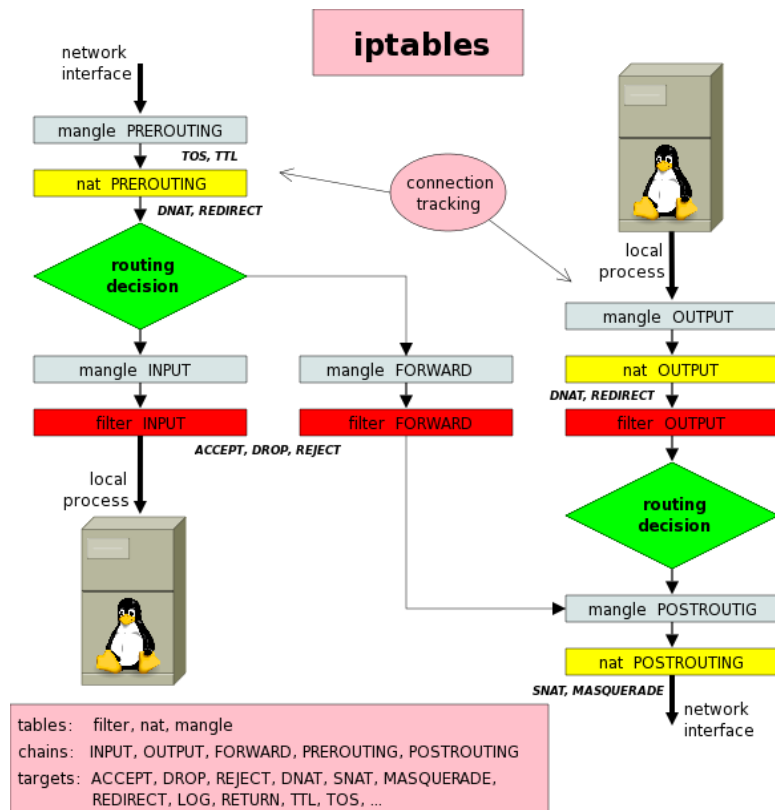 iptables
network
interface
mangle PREROUTING
TOS, TTL
nat PREROUTING
DNAT, REDIRECT
routing
decision
mangle INPUT
filter INPUT
ACCEPT, DROP, REJECT
local
process
mangle FORWARD
filter FORWARD
connection
tracking
local
process
mangle OUTPUT
nat OUTPUT
DNAT, REDIRECT
filter OUTPUT
routing
decision
mangle POSTROUTIG
nat POSTROUTING
SNAT, MASQUERADE
network
interface
tables: filter, nat, mangle
chains: INPUT, OUTPUT, FORWARD, PREROUTING, POSTROUTING
targets: ACCEPT, DROP, REJECT, DNAT, SNAT, MASQUERADE,
REDIRECT, LOG, RETURN, TTL, TOS, ...